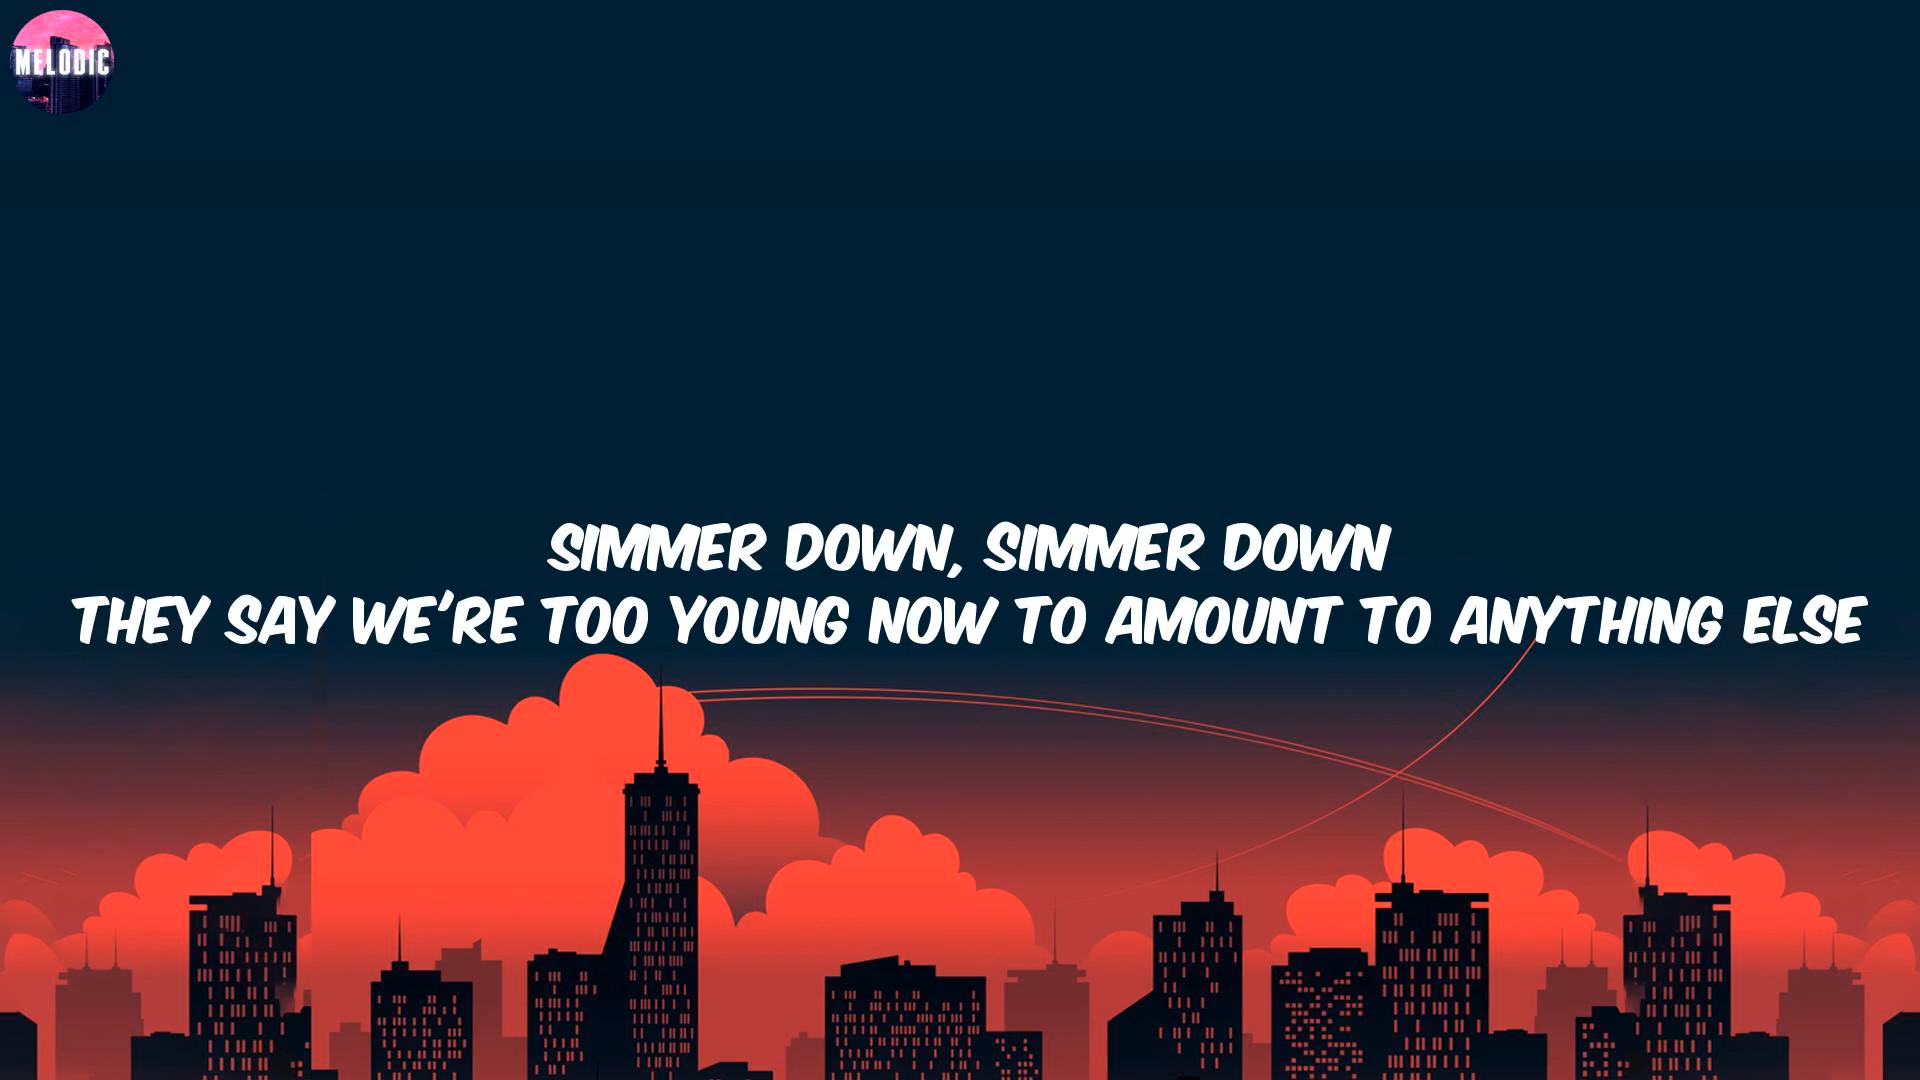 MELODIC
SIMMER DOWN, SIMMER DOWN
THEY SAY WE'RE TOO YOUNG NOW TO AMOUNT TO ANYTHING ELSE